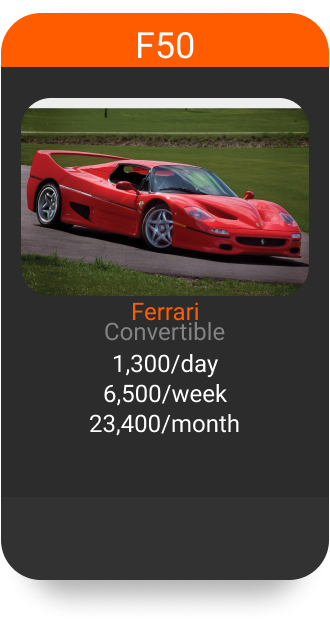 F50
Ferrari
Convertible
1,300/day
6,500/week
23,400/month